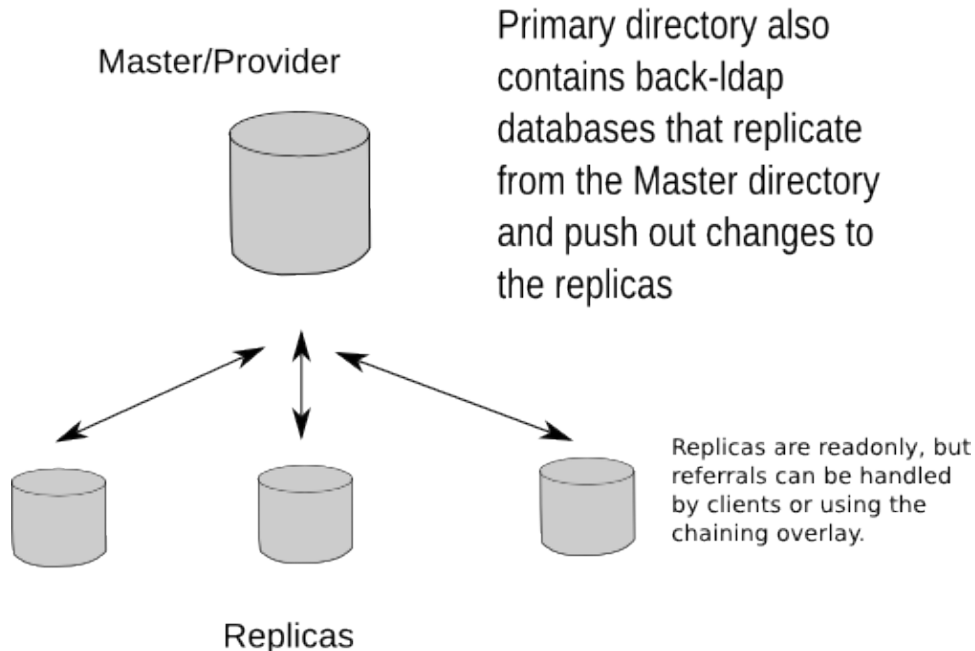 Master/Provider
Primary directory also
contains back-ldap
databases that replicate
from the Master directory
and push out changes to
the replicas
Replicas are readonly, but
referrals can be handled
by clients or using the
chaining overlay.
Replicas